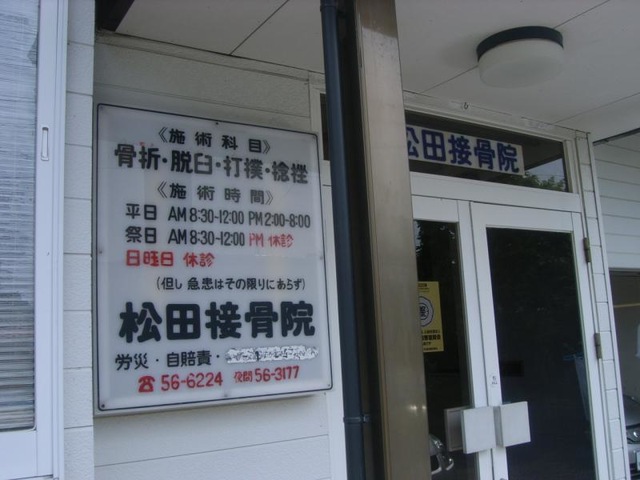 《施術科目》
骨折・脱臼・打撲・捻挫
《施術時間》
平日 AM 8:30-12:00 PM 2:00-8:00
祭日 AM 8:30-12:00 PM 休診
日曜日 休診
(但し 急患はその限りにあらず)
松田接骨院
労災・自賠責・
☎ 56-6224 夜間 56-3177
松田接骨院